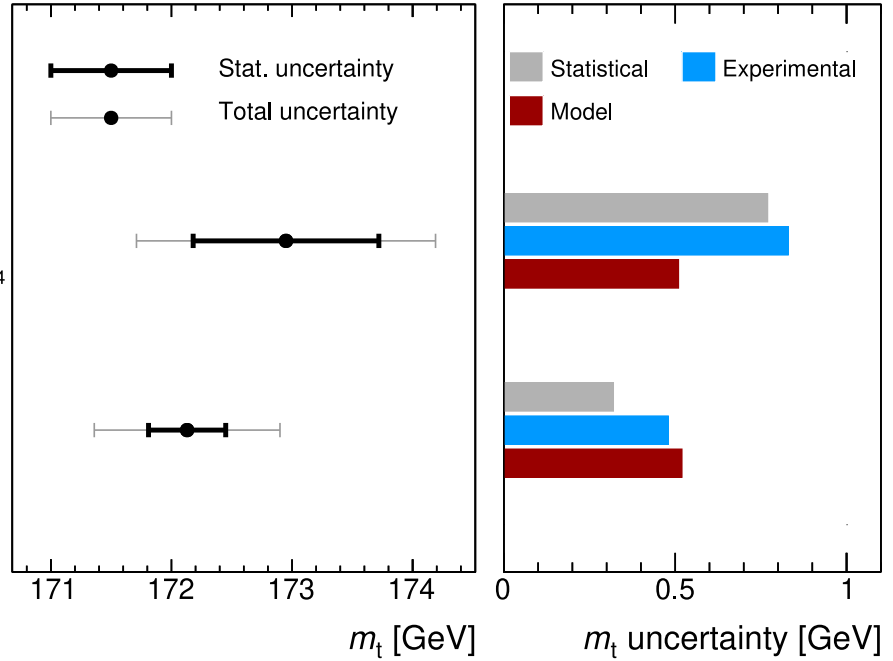 Stat. uncertainty
Total uncertainty
Statistical Experimental
Model
4
171 172 173 174
0 0.5 1
mt [GeV]
mt uncertainty [GeV]